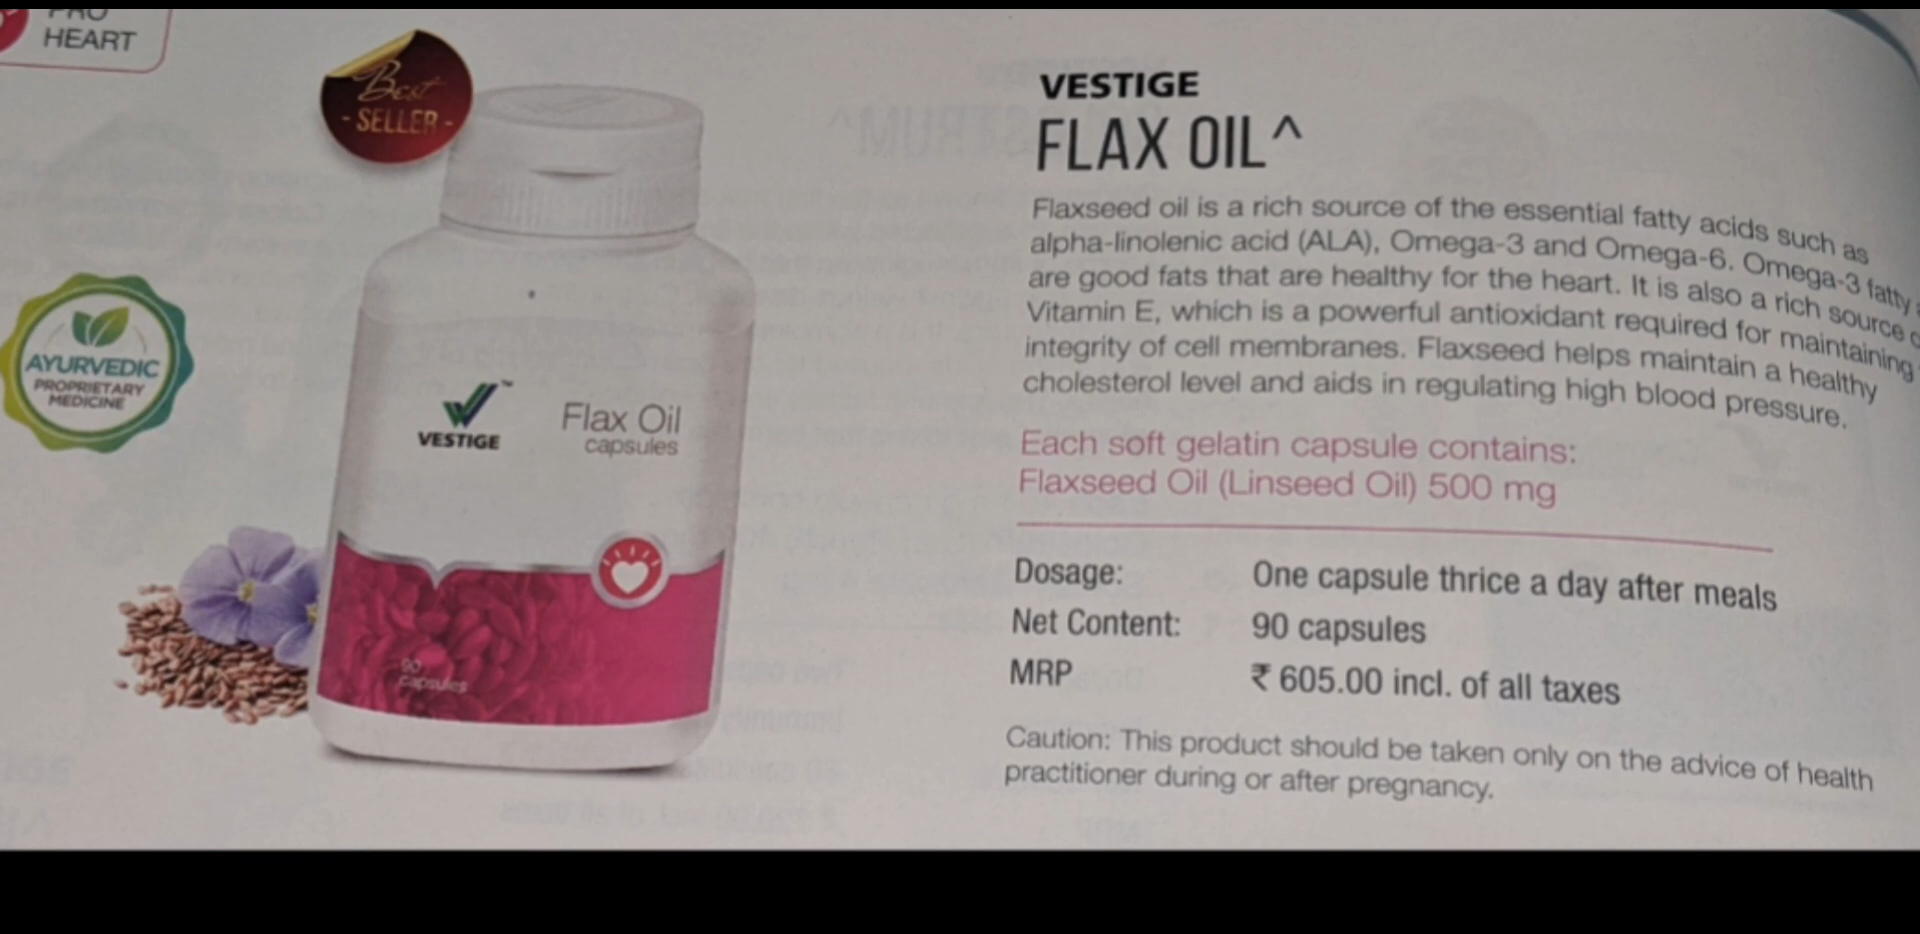 PRO
HEART
Best
- SELLER -
AYURVEDIC
PROPRIETARY
MEDICINE
VESTIGE
Flax Oil
capsules
90
capsules
VESTIGE
FLAX OIL^
Flaxseed oil is a rich source of the essential fatty acids such as
alpha-linolenic acid (ALA), Omega-3 and Omega-6. Omega-3 fatty
are good fats that are healthy for the heart. It is also a rich source
Vitamin E, which is a powerful antioxidant required for maintaining
integrity of cell membranes. Flaxseed helps maintain a healthy
cholesterol level and aids in regulating high blood pressure.
Each soft gelatin capsule contains:
Flaxseed Oil (Linseed Oil) 500 mg
Dosage: One capsule thrice a day after meals
Net Content: 90 capsules
MRP ₹ 605.00 incl. of all taxes
Caution: This product should be taken only on the advice of health
practitioner during or after pregnancy.